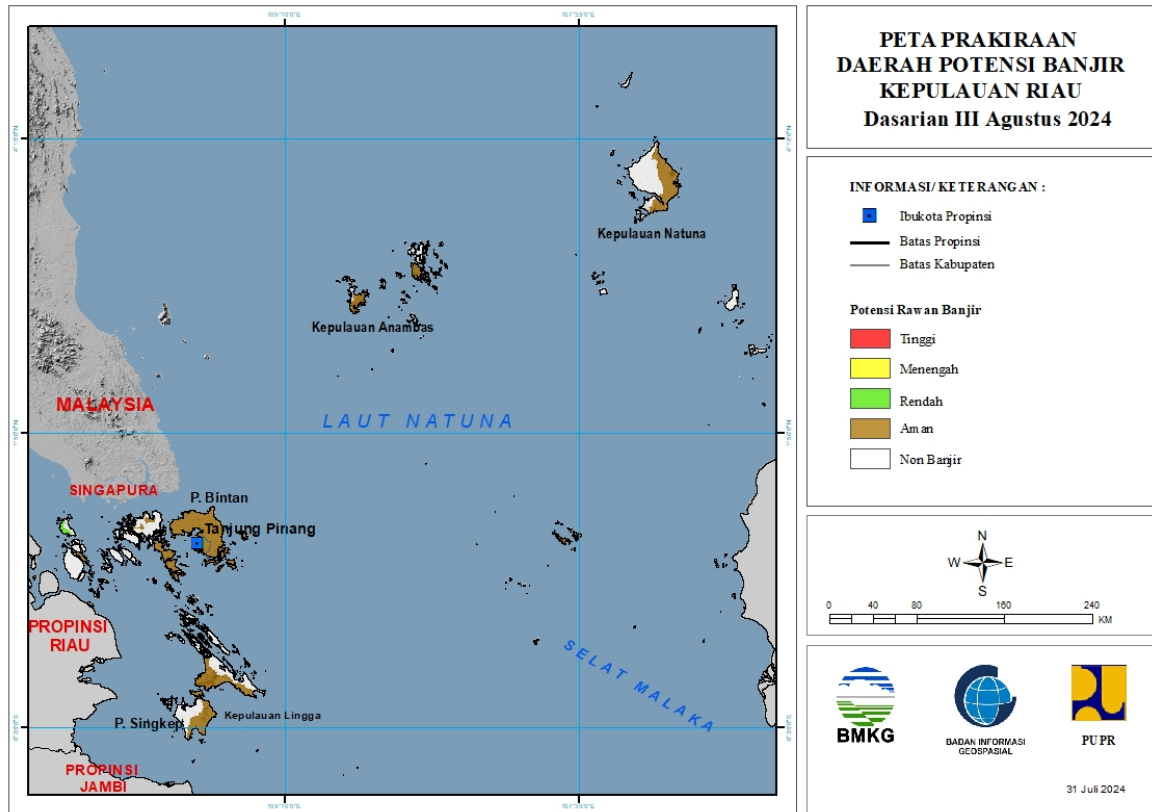 PETA PRAKIRAAN
DAERAH POTENSI BANJIR
KEPULAUAN RIAU
Dasarian III Agustus 2024
INFORMASI/ KETERANGAN :
Ibukota Propinsi
Batas Propinsi
Batas Kabupaten
Potensi Rawan Banjir
Tinggi
Menengah
Rendah
Aman
Non Banjir
N
W E
S
0 20 40 80 160 240
KM
BMKG
BADAN INFORMASI
GEOSPASIAL
PUPR
31 Juli 2024
Kepulauan Natuna
Kepulauan Anambas
MALAYSIA
LAUT NATUNA
SINGAPURA
P. Bintan
Tanjung Pinang
PROPINSI
RIAU
SELAT MALAKA
P. Singkep
Kepulauan Lingga
PROPINSI
JAMBI